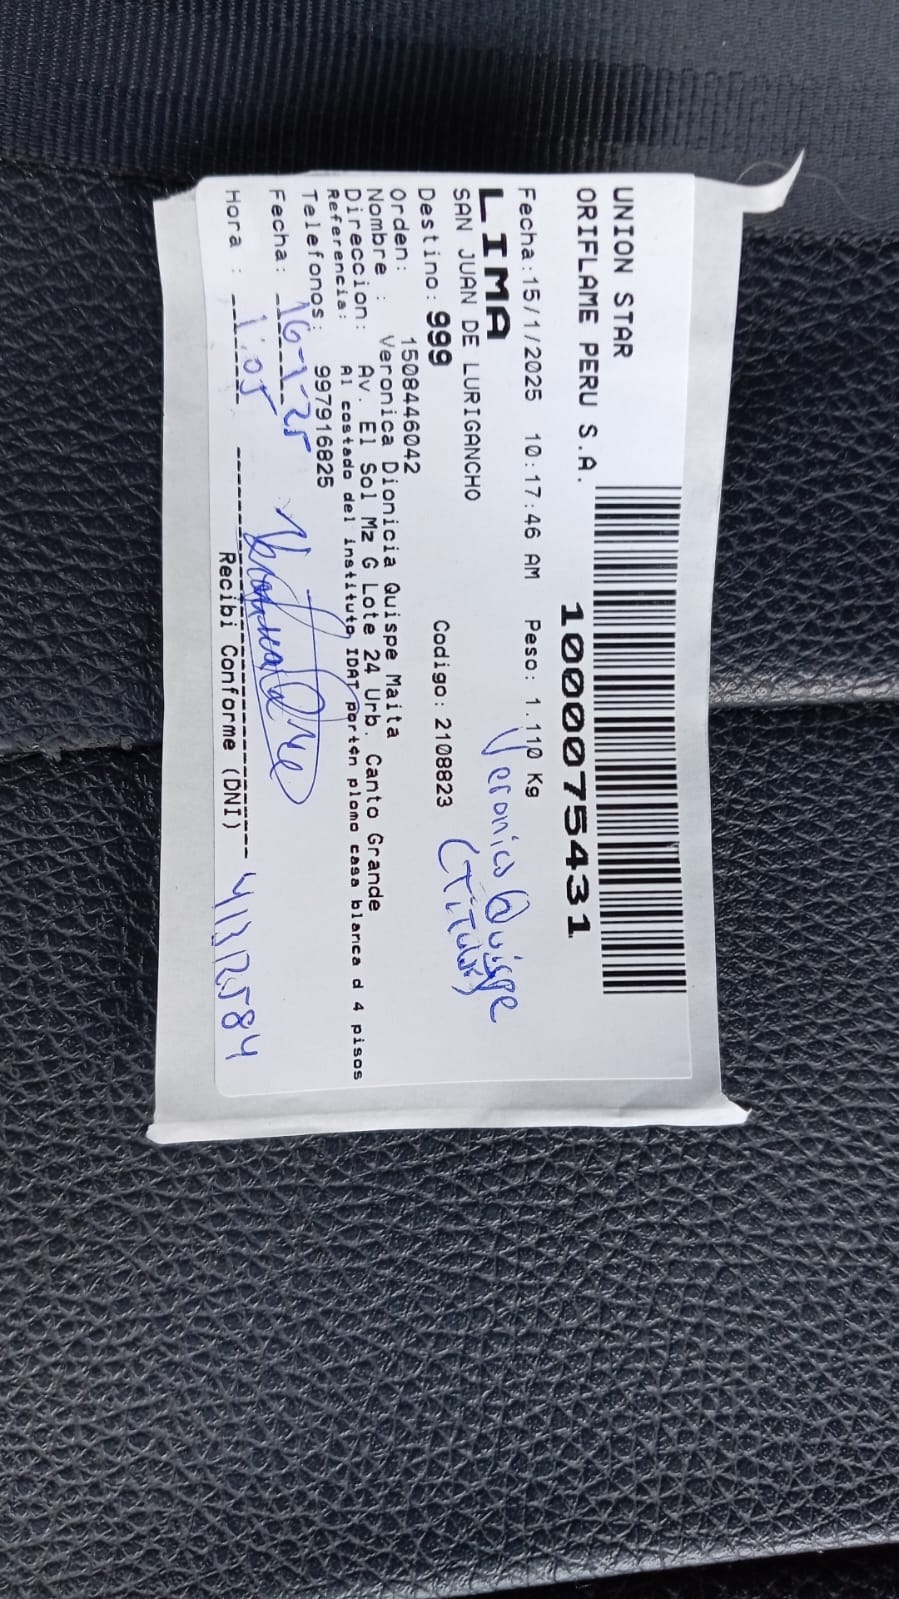 UNION STAR
ORIFLAME PERU S.A.
1000075431
Fecha:15/1/2025 10:17:46 AM Peso: 1.110 Kg
LIMA
Veronica Quispe
(Titular)
SAN JUAN DE LURIGANCHO
Destino: 999 Codigo: 2108823
Orden: 1508446042
Nombre : Veronica Dionicia Quispe Maita
Direccion: Av. El Sol Mz G Lote 24 Urb. Canto Grande
Referencia: Al costado del instituto IDAT porton plomo casa blanca d 4 pisos
Telefonos: 997916825
Fecha: 16-1-25
Hora : 1:05
Recibi Conforme (DNI) 41312584